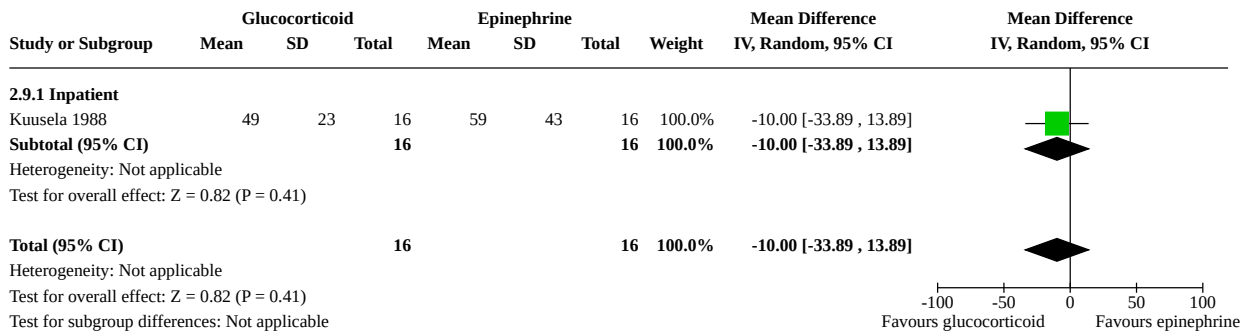 Glucocorticoid Epinephrine Mean Difference Mean Difference
Study or Subgroup Mean SD Total Mean SD Total Weight IV, Random, 95% CI IV, Random, 95% CI
2.9.1 Inpatient
Kuusela 1988 49 23 16 59 43 16 100.0% -10.00 [-33.89 , 13.89]
Subtotal (95% CI) 16 16 100.0% -10.00 [-33.89 , 13.89]
Heterogeneity: Not applicable
Test for overall effect: Z = 0.82 (P = 0.41)
Total (95% CI) 16 16 100.0% -10.00 [-33.89 , 13.89]
Heterogeneity: Not applicable
Test for overall effect: Z = 0.82 (P = 0.41)
-100 -50 0 50 100
Test for subgroup differences: Not applicable Favours glucocorticoid Favours epinephrine